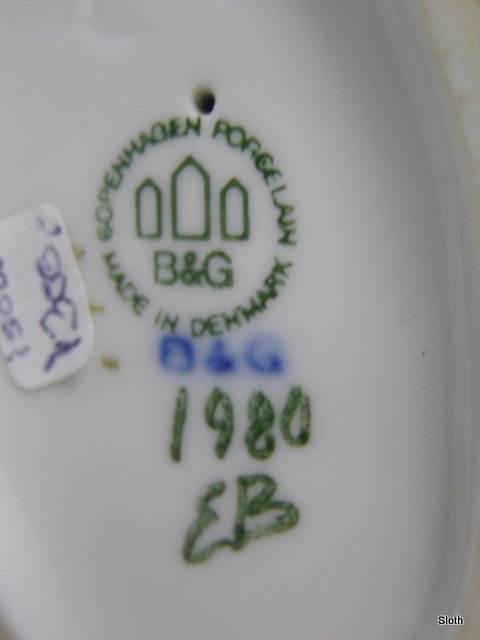 COPENHAGEN PORCELAIN
B&G
MADE IN DENMARK
B & G
1980
EB
Sloth